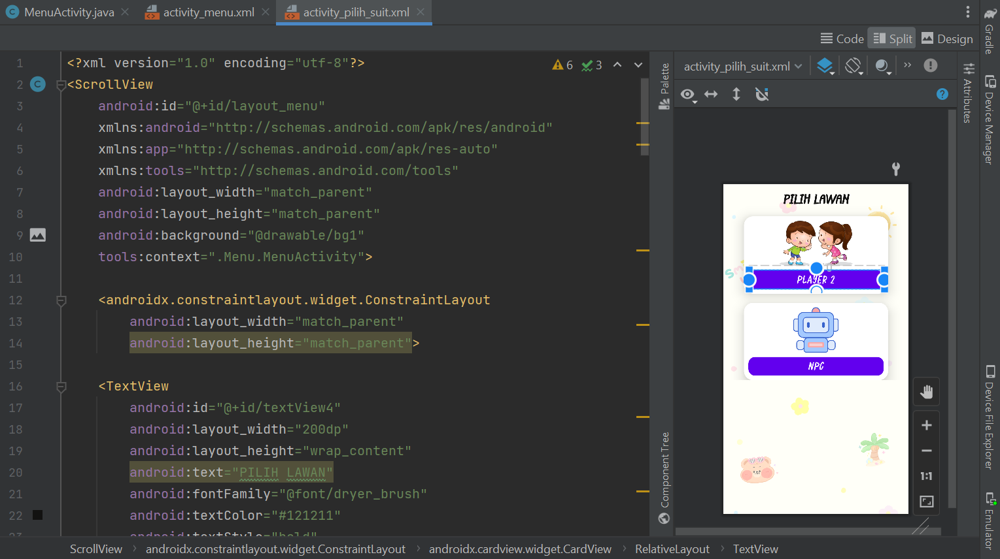 MenuActivity.java
activity_menu.xml
activity_pilih_suit.xml
Code
Split
Design
1 <?xml version="1.0" encoding="utf-8"?>
6
3
2 <ScrollView
3 android:id="@+id/layout_menu"
4 xmlns:android="http://schemas.android.com/apk/res/android"
5 xmlns:app="http://schemas.android.com/apk/res-auto"
6 xmlns:tools="http://schemas.android.com/tools"
7 android:layout_width="match_parent"
8 android:layout_height="match_parent"
9 android:background="@drawable/bg1"
10 tools:context=".Menu.MenuActivity">
11
12 <androidx.constraintlayout.widget.ConstraintLayout
13 android:layout_width="match_parent"
14 android:layout_height="match_parent">
15
16 <TextView
17 android:id="@+id/textView4"
18 android:layout_width="200dp"
19 android:layout_height="wrap_content"
20 android:text="PILIH LAWAN"
21 android:fontFamily="@font/dryer_brush"
22 android:textColor="#121211"
23 android:textStyle="bold"
Palette
Component Tree
activity_pilih_suit.xml
PILIH LAWAN
PLAYER 2
NPC
1:1
Attributes
Gradle
Device Manager
Device File Explorer
Emulator
ScrollView
androidx.constraintlayout.widget.ConstraintLayout
androidx.cardview.widget.CardView
RelativeLayout
TextView